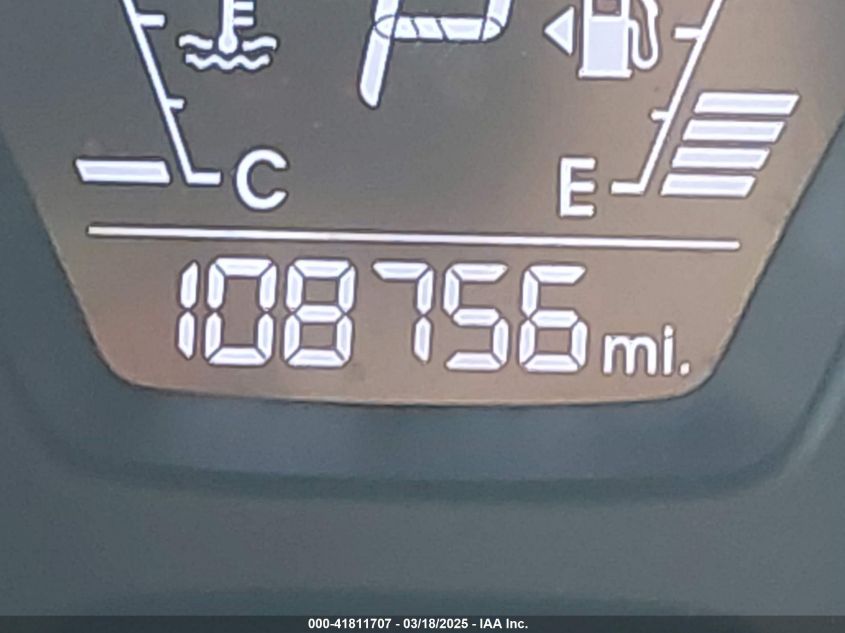 P
C E
108756 mi.
000-41811707 - 03/18/2025 - IAA Inc.